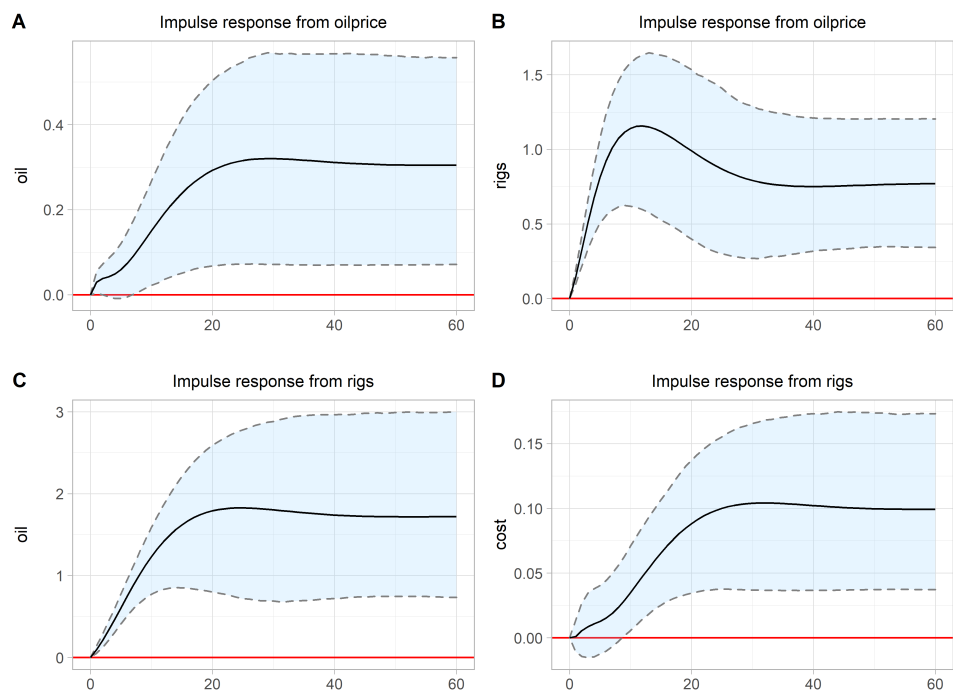 A
Impulse response from oilprice
oil
0.4
0.2
0.0
0 20 40 60
B
Impulse response from oilprice
rigs
1.5
1.0
0.5
0.0
0 20 40 60
C
Impulse response from rigs
oil
3
2
1
0
0 20 40 60
D
Impulse response from rigs
cost
0.15
0.10
0.05
0.00
0 20 40 60